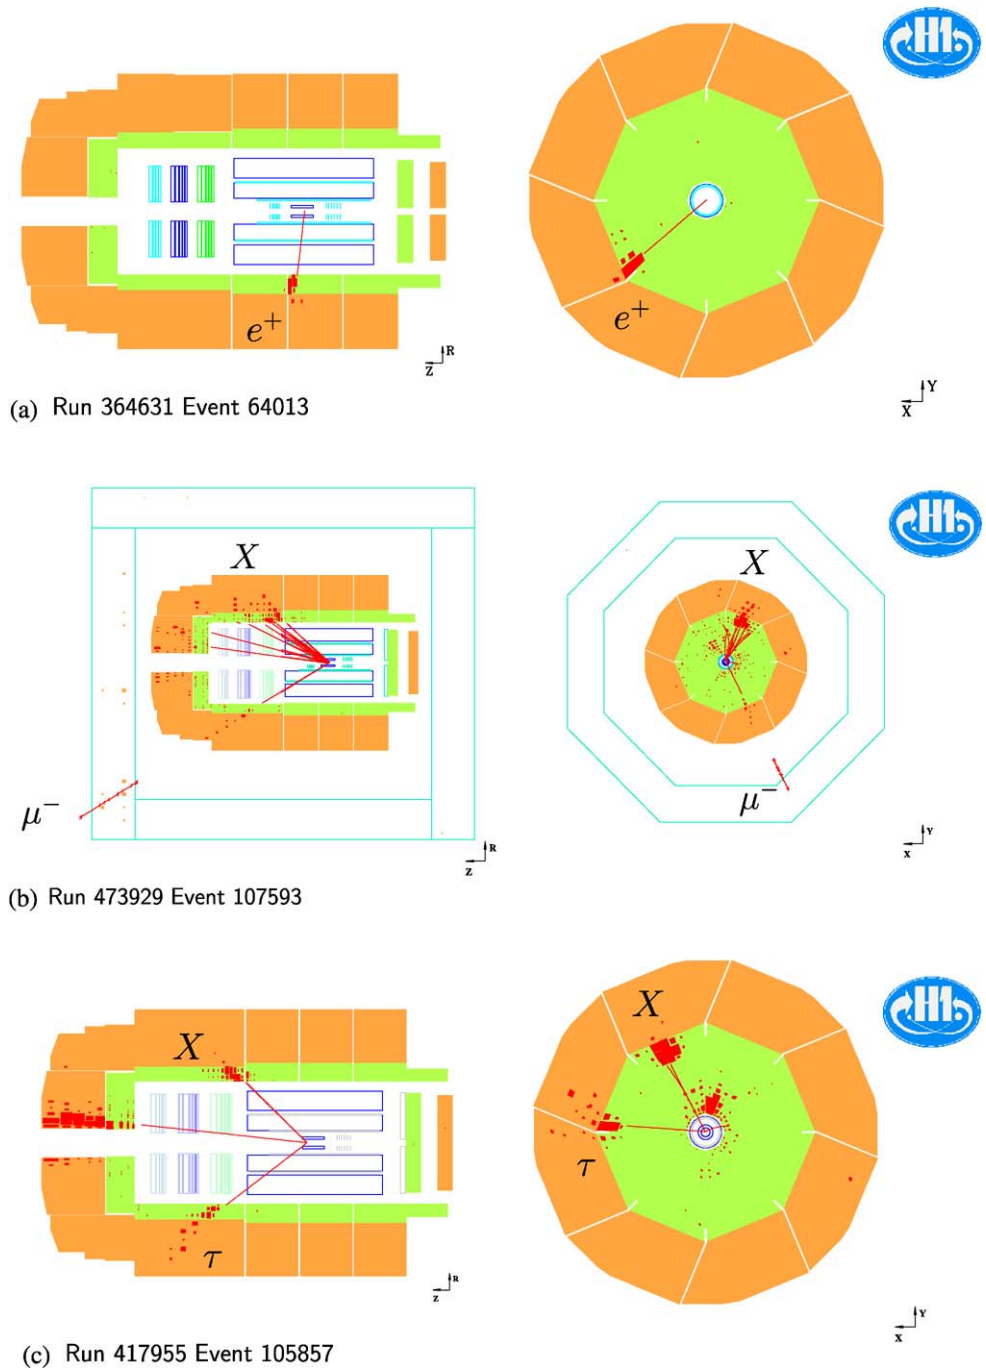 H1
e+
e+
R
Z
Y
X
(a) Run 364631 Event 64013
H1
X
X
μ−
μ−
R
Z
Y
X
(b) Run 473929 Event 107593
H1
X
X
τ
τ
R
Z
Y
X
(c) Run 417955 Event 105857